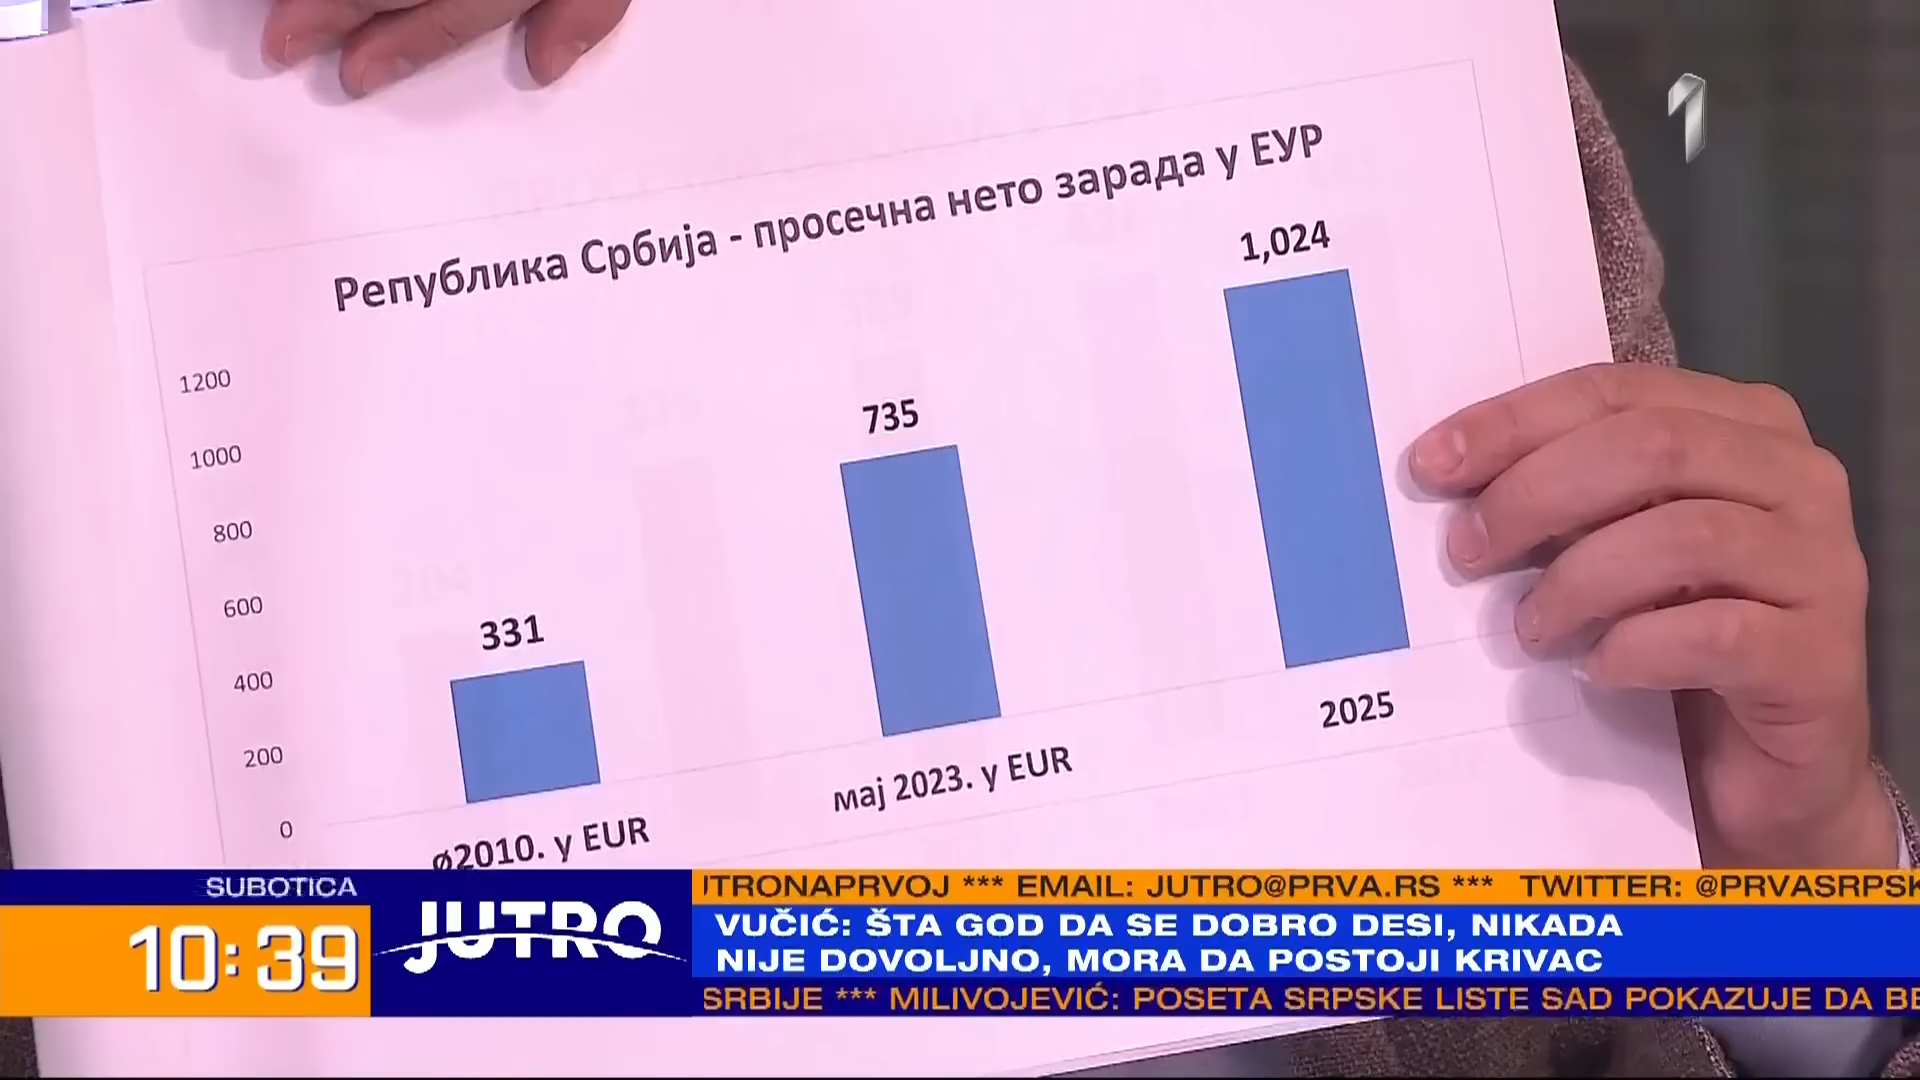 Република Србија - просечна нето зарада у ЕУР
1200
1000
800
600
400
200
0
331
735
1,024
ø2010. у EUR
мај 2023. у EUR
2025
SUBOTICA
10:39
JUTRO
JTRONAPRVOJ *** EMAIL: JUTRO@PRVA.RS *** TWITTER: @PRVASRPSK
VUČIĆ: ŠTA GOD DA SE DOBRO DESI, NIKADA
NIJE DOVOLJNO, MORA DA POSTOJI KRIVAC
SRBIJE *** MILIVOJEVIĆ: POSETA SRPSKE LISTE SAD POKAZUJE DA BE
1